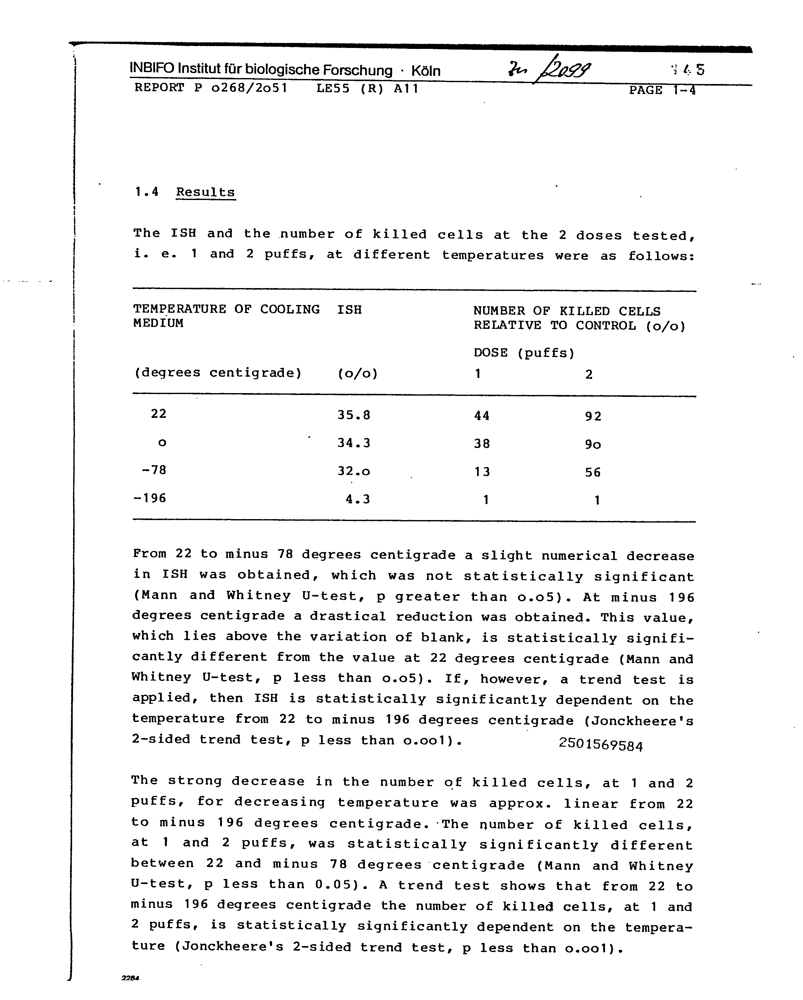 INBIFO Institut für biologische Forschung · Köln 2099 145
REPORT P o268/2o51 LE55 (R) A11 PAGE 1-4
1.4 Results
The ISH and the number of killed cells at the 2 doses tested,
i. e. 1 and 2 puffs, at different temperatures were as follows:
TEMPERATURE OF COOLING ISH NUMBER OF KILLED CELLS
MEDIUM RELATIVE TO CONTROL (o/o)
DOSE (puffs)
(degrees centigrade) (o/o) 1 2
22 35.8 44 92
o 34.3 38 9o
-78 32.o 13 56
-196 4.3 1 1
From 22 to minus 78 degrees centigrade a slight numerical decrease
in ISH was obtained, which was not statistically significant
(Mann and Whitney U-test, p greater than o.o5). At minus 196
degrees centigrade a drastical reduction was obtained. This value,
which lies above the variation of blank, is statistically signifi-
cantly different from the value at 22 degrees centigrade (Mann and
Whitney U-test, p less than o.o5). If, however, a trend test is
applied, then ISH is statistically significantly dependent on the
temperature from 22 to minus 196 degrees centigrade (Jonckheere's
2-sided trend test, p less than o.oo1). 2501569584
The strong decrease in the number of killed cells, at 1 and 2
puffs, for decreasing temperature was approx. linear from 22
to minus 196 degrees centigrade. The number of killed cells,
at 1 and 2 puffs, was statistically significantly different
between 22 and minus 78 degrees centigrade (Mann and Whitney
U-test, p less than 0.05). A trend test shows that from 22 to
minus 196 degrees centigrade the number of killed cells, at 1 and
2 puffs, is statistically significantly dependent on the tempera-
ture (Jonckheere's 2-sided trend test, p less than o.oo1).
2284